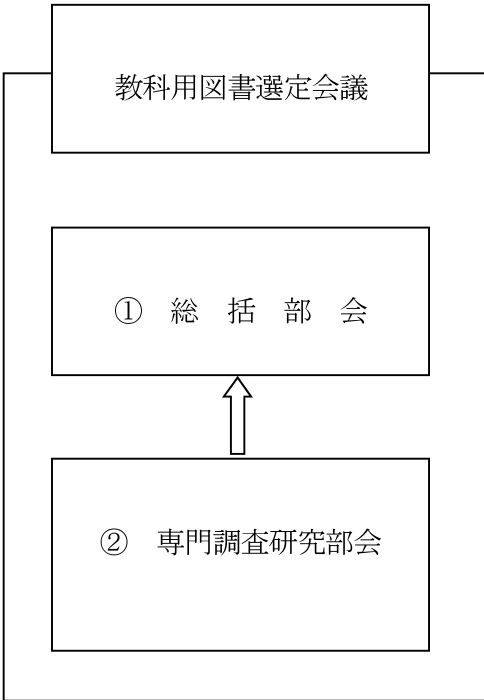 教科用図書選定会議
①　総　括　部　会
②　専門調査研究部会